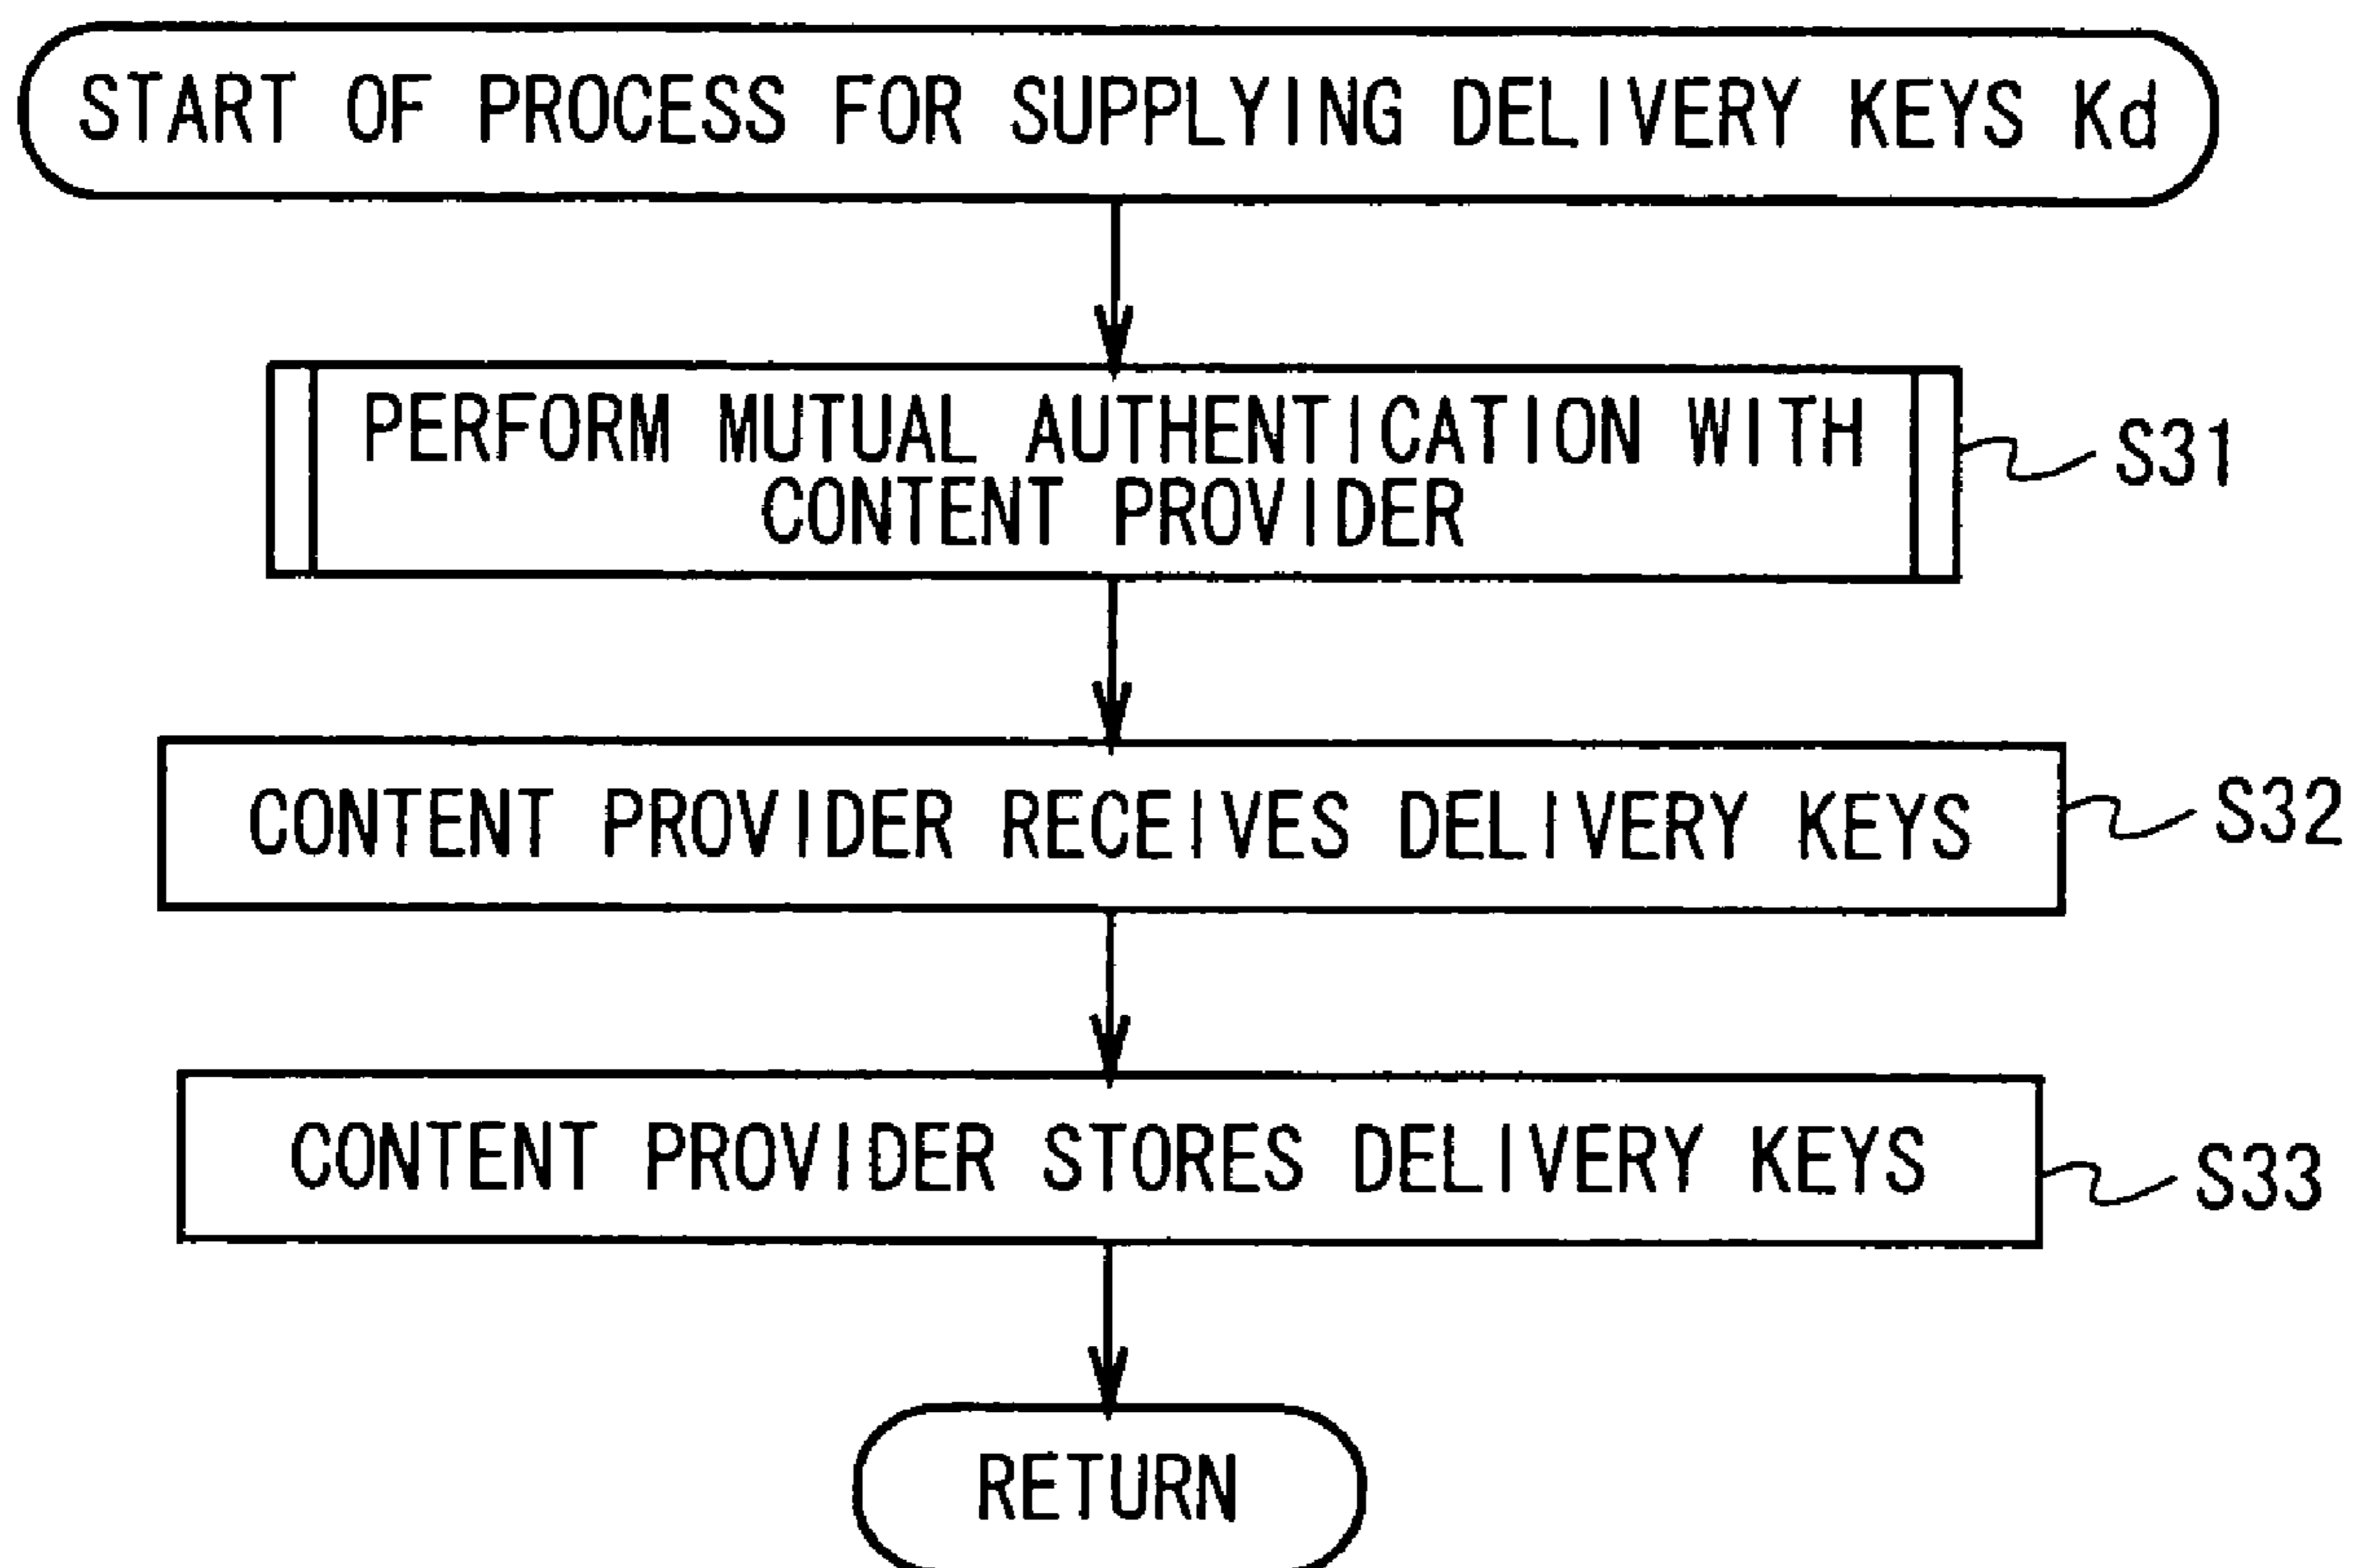 START OF PROCESS FOR SUPPLYING DELIVERY KEYS Kd
PERFORM MUTUAL AUTHENTICATION WITH
CONTENT PROVIDER
S31
CONTENT PROVIDER RECEIVES DELIVERY KEYS
S32
CONTENT PROVIDER STORES DELIVERY KEYS
S33
RETURN